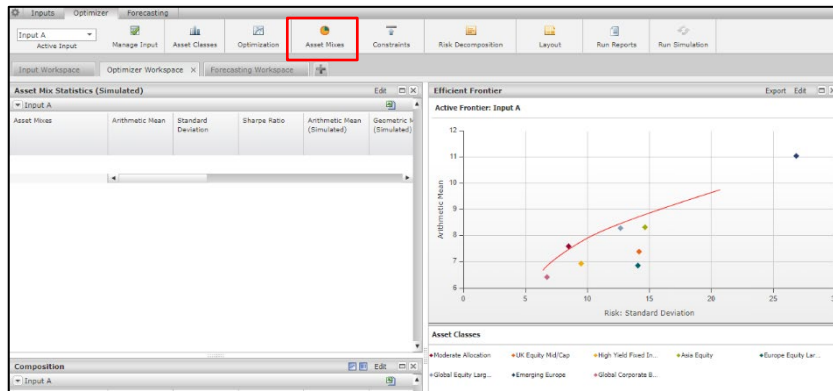 Inputs Optimizer Forecasting
Input A
Active Input
Manage Input
Asset Classes
Optimization
Asset Mixes
Constraints
Risk Decomposition
Layout
Run Reports
Run Simulation
Input Workspace Optimizer Workspace × Forecasting Workspace
Asset Mix Statistics (Simulated) Edit
Input A
Asset Mixes
Arithmetic Mean
Standard
Deviation
Sharpe Ratio
Arithmetic Mean
(Simulated)
Geometric M
(Simulated)
Composition Edit
Input A
Efficient Frontier Export Edit
Active Frontier: Input A
Arithmetic Mean
12
11
10
9
8
7
6
0 5 10 15 20 25 3
Risk: Standard Deviation
Asset Classes
Moderate Allocation UK Equity Mid/Cap High Yield Fixed In... Asia Equity Europe Equity Lar...
Global Equity Larg... Emerging Europe Global Corporate B...